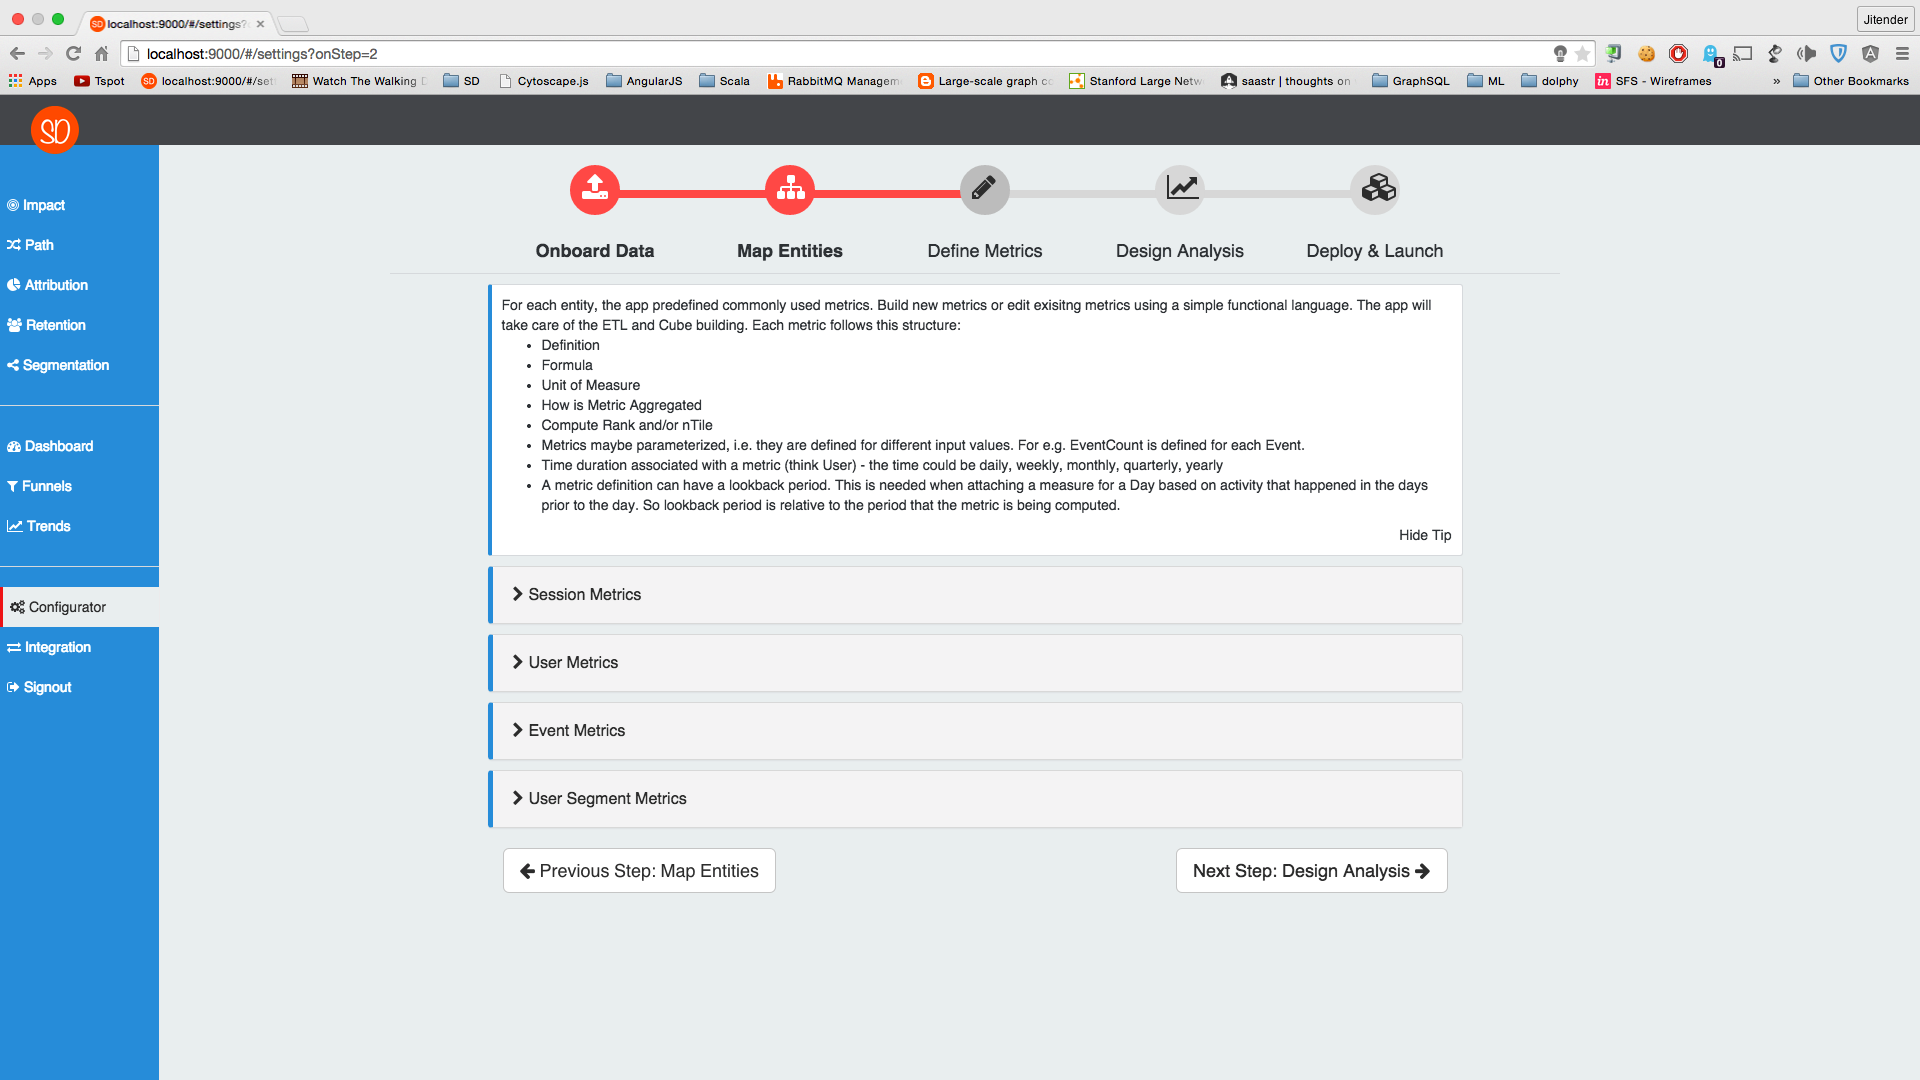 SD localhost:9000/#/settings?
Jitender
localhost:9000/#/settings?onStep=2
0
Apps Tspot SD localhost:9000/#/set Watch The Walking SD Cytoscape.js AngularJS Scala RabbitMQ Managem Large-scale graph Stanford Large Netw saastr | thoughts on GraphSQL ML dolphy in SFS - Wireframes » Other Bookmarks
SD
Impact
Path
Attribution
Retention
Segmentation
Dashboard
Funnels
Trends
Configurator
Integration
Signout
Onboard Data Map Entities Define Metrics Design Analysis Deploy & Launch
For each entity, the app predefined commonly used metrics. Build new metrics or edit exisitng metrics using a simple functional language. The app will
take care of the ETL and Cube building. Each metric follows this structure:
• Definition
• Formula
• Unit of Measure
• How is Metric Aggregated
• Compute Rank and/or nTile
• Metrics maybe parameterized, i.e. they are defined for different input values. For e.g. EventCount is defined for each Event.
• Time duration associated with a metric (think User) - the time could be daily, weekly, monthly, quarterly, yearly
• A metric definition can have a lookback period. This is needed when attaching a measure for a Day based on activity that happened in the days
prior to the day. So lookback period is relative to the period that the metric is being computed.
Hide Tip
Session Metrics
User Metrics
Event Metrics
User Segment Metrics
Previous Step: Map Entities
Next Step: Design Analysis